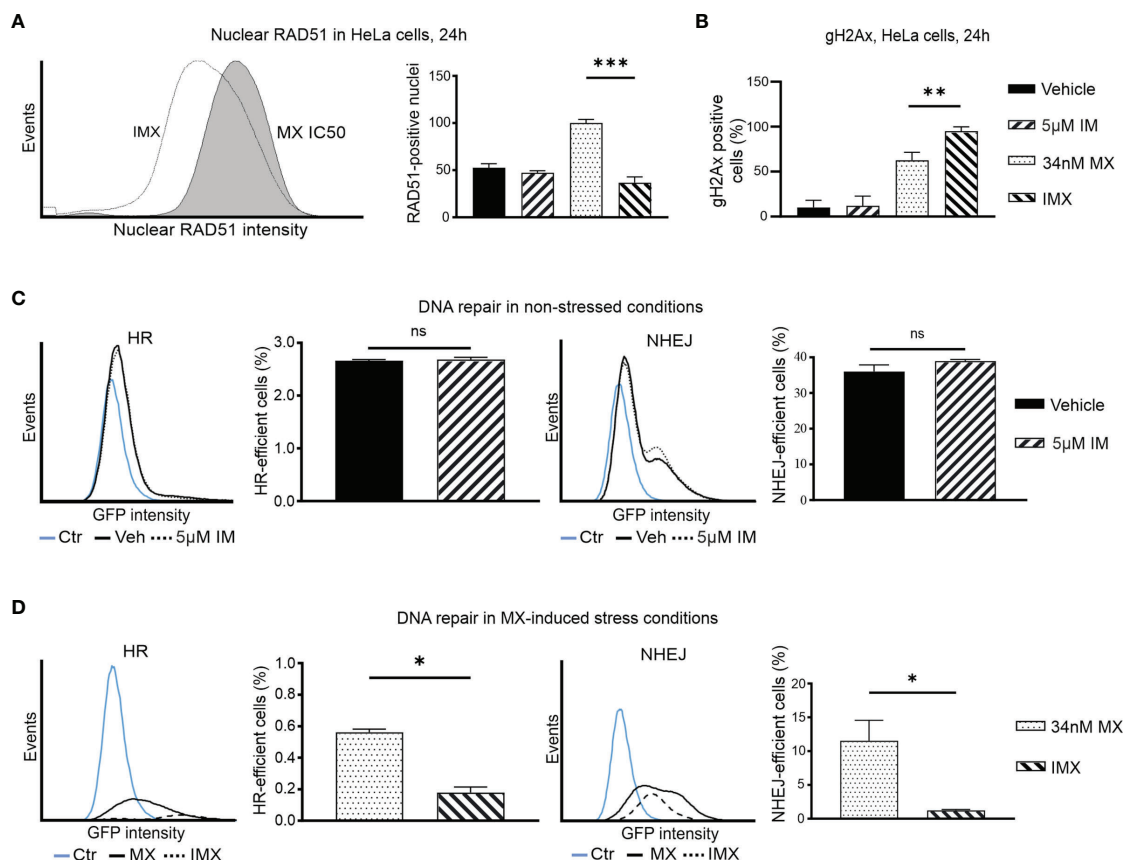 A
Nuclear RAD51 in HeLa cells, 24h
Events
IMX
MX IC50
Nuclear RAD51 intensity
RAD51-positive nuclei
100
50
0
***
B
gH2Ax, HeLa cells, 24h
gH2Ax positive
cells (%)
150
100
50
0
**
Vehicle
5µM IM
34nM MX
IMX
C
DNA repair in non-stressed conditions
HR
Events
GFP intensity
Ctr Veh 5µM IM
HR-efficient cells (%)
3.0
2.0
1.0
0.0
ns
NHEJ
Events
GFP intensity
Ctr Veh 5µM IM
NHEJ-efficient cells (%)
40
30
20
10
0
ns
Vehicle
5µM IM
D
DNA repair in MX-induced stress conditions
HR
Events
GFP intensity
Ctr MX IMX
HR-efficient cells (%)
1.0
0.8
0.6
0.4
0.2
0.0
*
NHEJ
Events
GFP intensity
Ctr MX IMX
NHEJ-efficient cells (%)
20
15
10
5
0
*
34nM MX
IMX